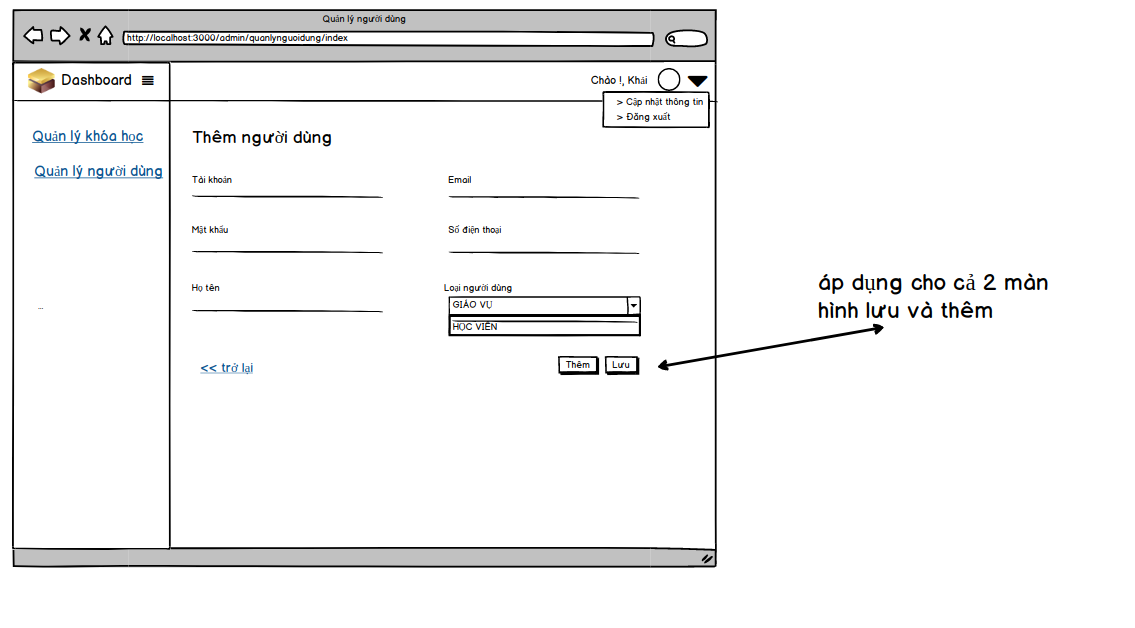 Quản lý người dùng
http://localhost:3000/admin/quanlynguoidung/index
Dashboard
Chào !, Khải
> Cập nhật thông tin
> Đăng xuất
Quản lý khóa học
Quản lý người dùng
...
Thêm người dùng
Tài khoản
Email
Mật khẩu
Số điện thoại
Họ tên
Loại người dùng
GIÁO VỤ
HỌC VIÊN
<< trở lại
Thêm
Lưu
áp dụng cho cả 2 màn
hình lưu và thêm